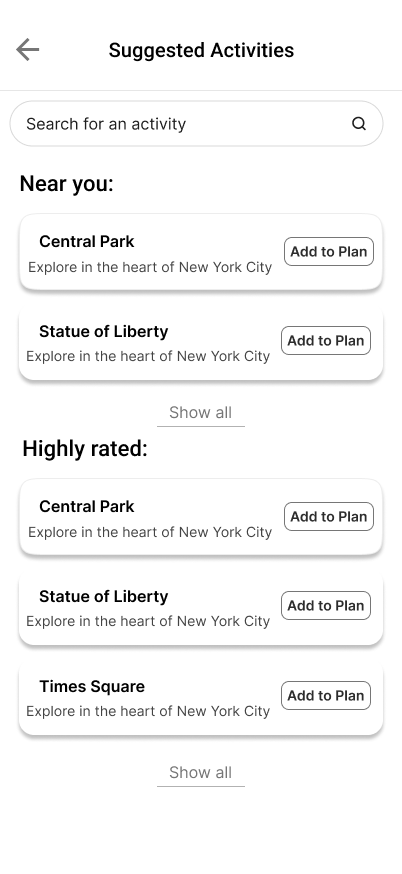 Suggested Activities
Search for an activity
Near you:
Central Park
Explore in the heart of New York City
Add to Plan
Statue of Liberty
Explore in the heart of New York City
Add to Plan
Show all
Highly rated:
Central Park
Explore in the heart of New York City
Add to Plan
Statue of Liberty
Explore in the heart of New York City
Add to Plan
Times Square
Explore in the heart of New York City
Add to Plan
Show all